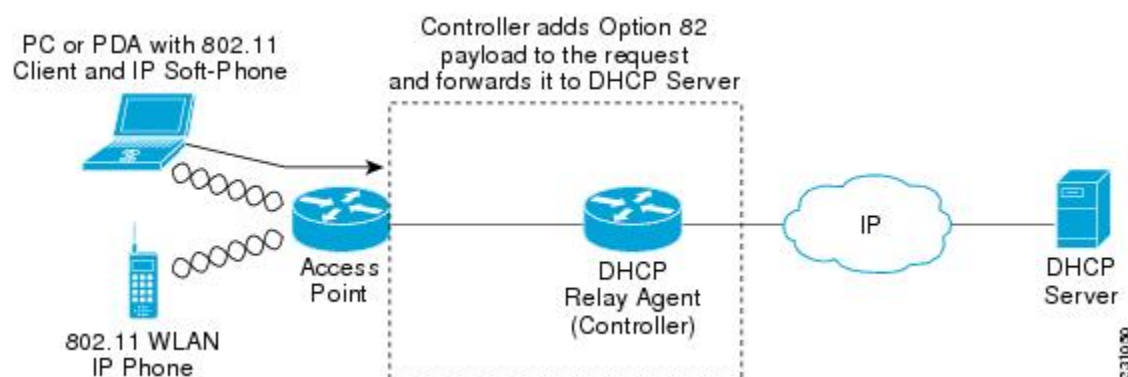 Controller adds Option 82
payload to the request
and forwards it to DHCP Server
PC or PDA with 802.11
Client and IP Soft-Phone
Access
Point
DHCP
Relay Agent
(Controller)
IP
DHCP
Server
802.11 WLAN
IP Phone
231050